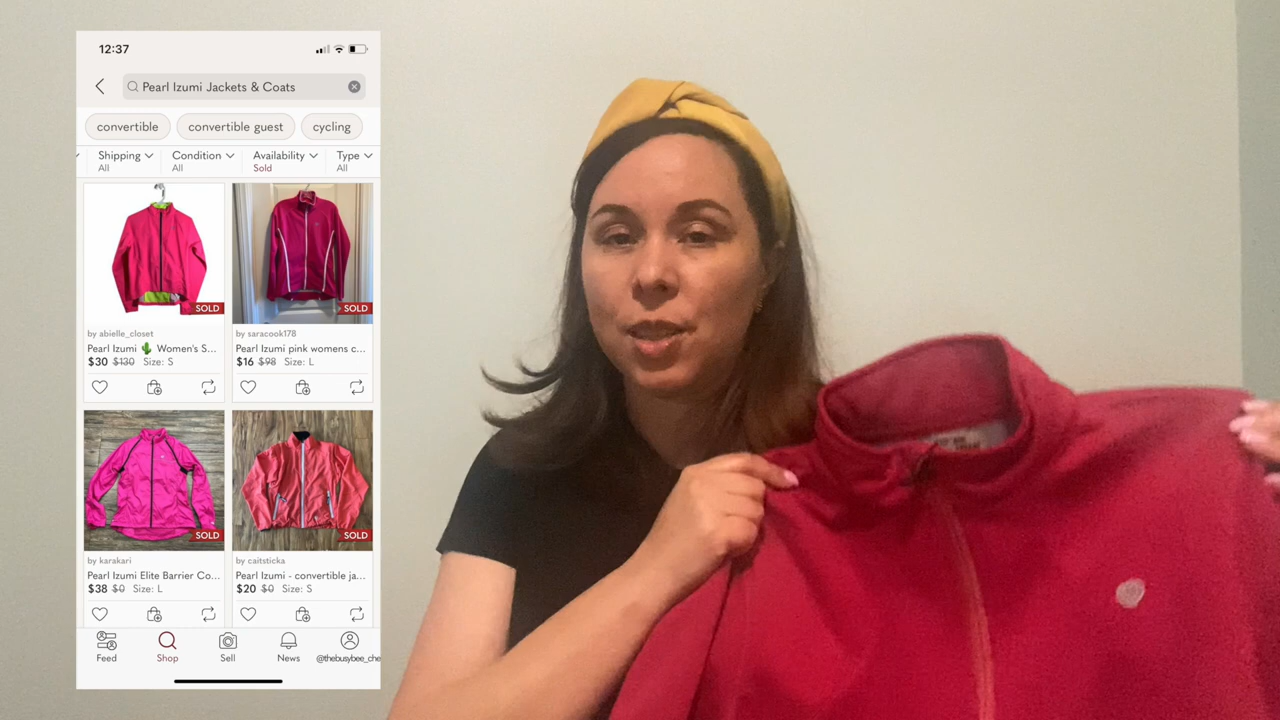 12:37
Pearl Izumi Jackets & Coats
convertible convertible guest cycling
Shipping Condition Availability Type
All All Sold All
SOLD SOLD
by abielle_closet by saracook178
Pearl Izumi 🌵 Women's S... Pearl Izumi pink womens c...
$30 $130 Size: S $16 $98 Size: L
SOLD SOLD
by karakari by caitsticka
Pearl Izumi Elite Barrier Co... Pearl Izumi - convertible ja...
$38 $0 Size: L $20 $0 Size: S
Feed Shop Sell News @thebusybee_che